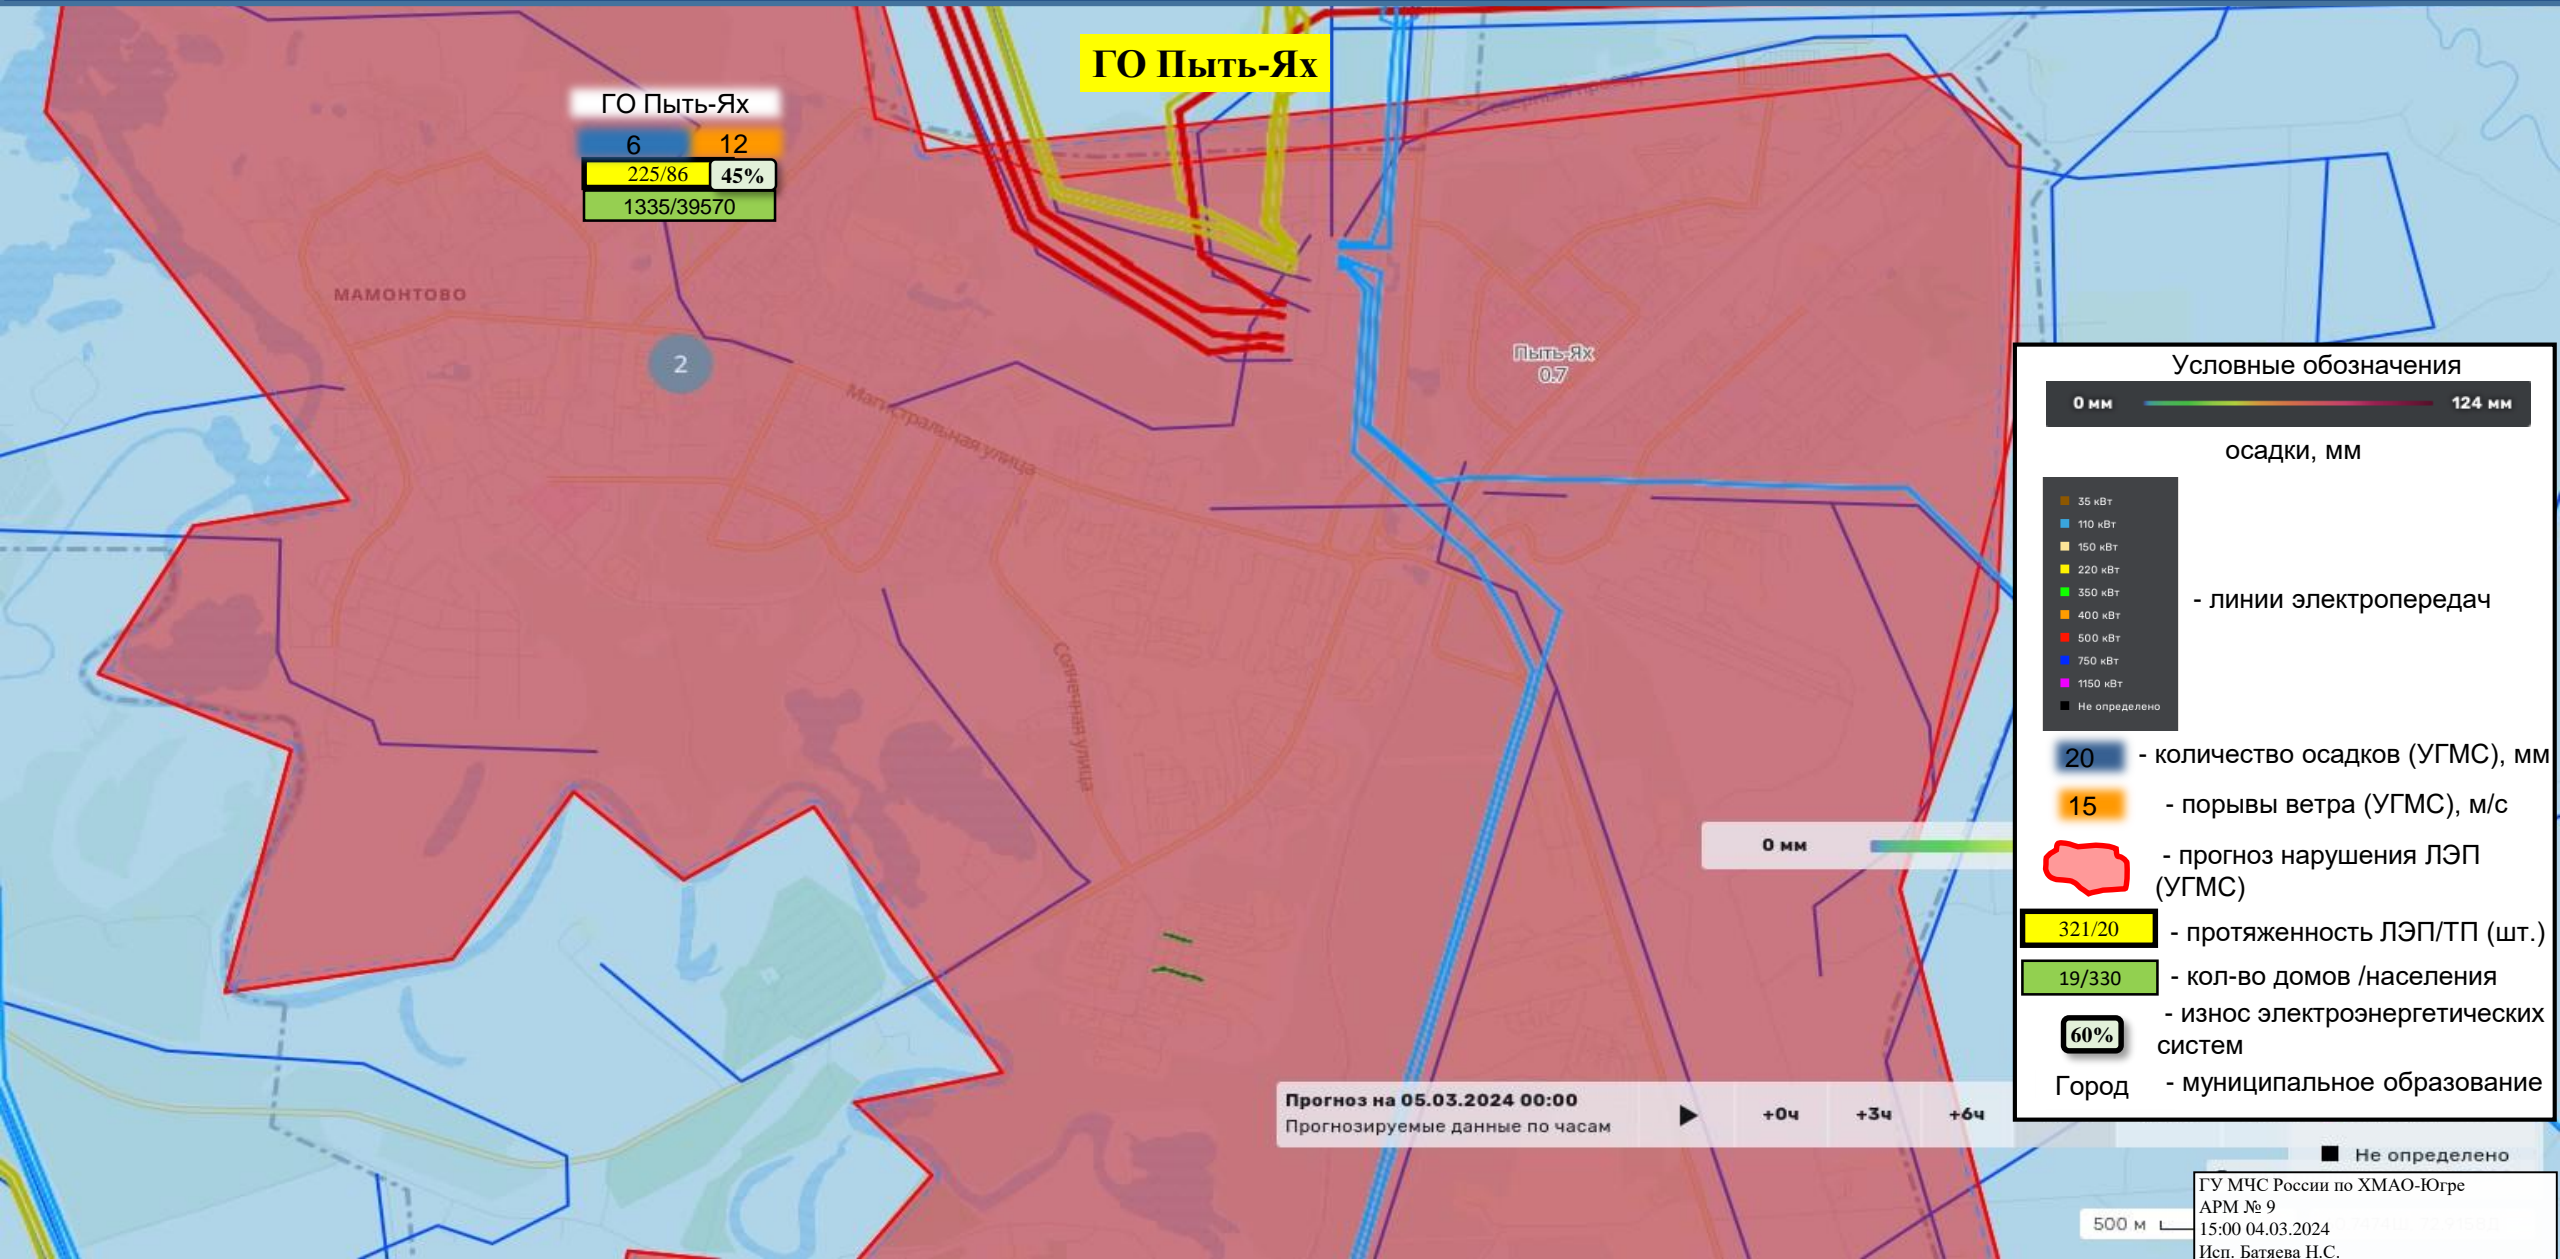 ГО Пыть-Ях
ГО Пыть-Ях
6 12
225/86 45%
1335/39570
МАМОНТОВО
2
Магистральная улица
Солнечная улица
Пыть-Ях
0.7
Условные обозначения
0 мм 124 мм
осадки, мм
35 кВт
110 кВт
150 кВт
220 кВт
350 кВт
400 кВт
500 кВт
750 кВт
1150 кВт
Не определено
- линии электропередач
20 - количество осадков (УГМС), мм
15 - порывы ветра (УГМС), м/с
- прогноз нарушения ЛЭП
(УГМС)
321/20 - протяженность ЛЭП/ТП (шт.)
19/330 - кол-во домов /населения
60% - износ электроэнергетических
систем
Город - муниципальное образование
0 мм
Прогноз на 05.03.2024 00:00
Прогнозируемые данные по часам
+0ч +3ч +6ч
Не определено
500 м
ГУ МЧС России по ХМАО-Югре
АРМ № 9
15:00 04.03.2024
Исп. Батяева Н.С.